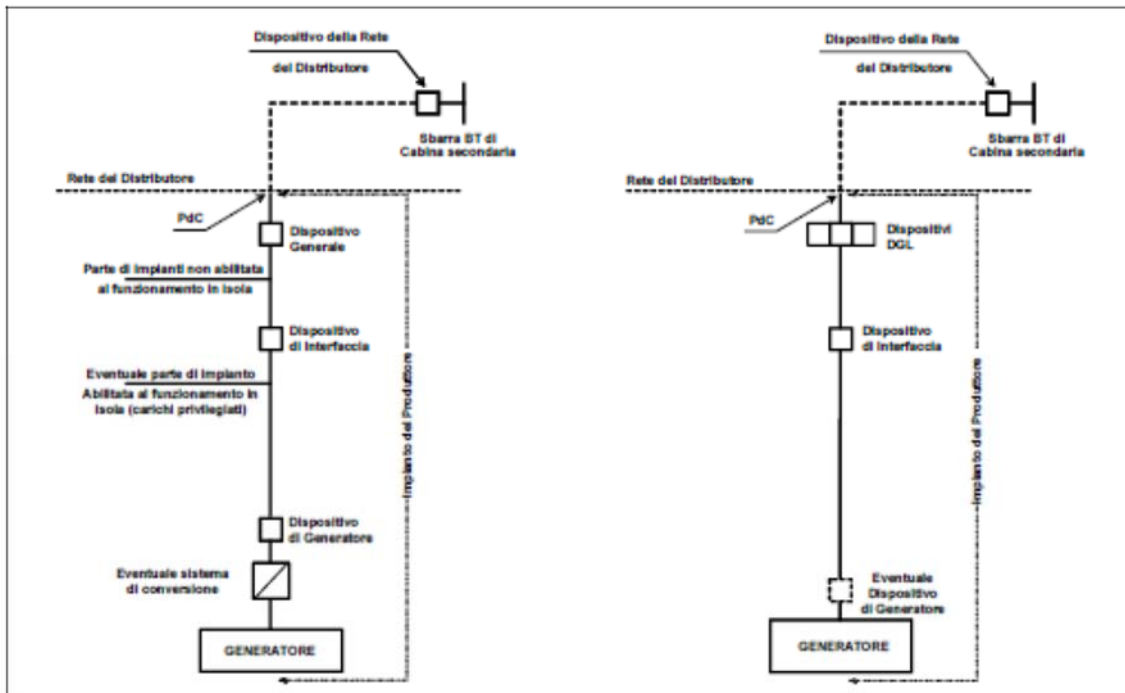 Dispositivo della Rete
del Distributore
Sbarra BT di
Cabina secondaria
Rete del Distributore
PdC
Dispositivo
Generale
Parte di Impianti non abilitata
al funzionamento in Isola
Dispositivo
di Interfaccia
Eventuale parte di Impianto
Abilitata al funzionamento in
Isola (carichi privilegiati)
Impianto del Produttore
Dispositivo
di Generatore
Eventuale sistema
di conversione
GENERATORE
Dispositivo della Rete
del Distributore
Sbarra BT di
Cabina secondaria
Rete del Distributore
PdC
Dispositivi
DGL
Dispositivo
di Interfaccia
Impianto del Produttore
Eventuale
Dispositivo
di Generatore
GENERATORE